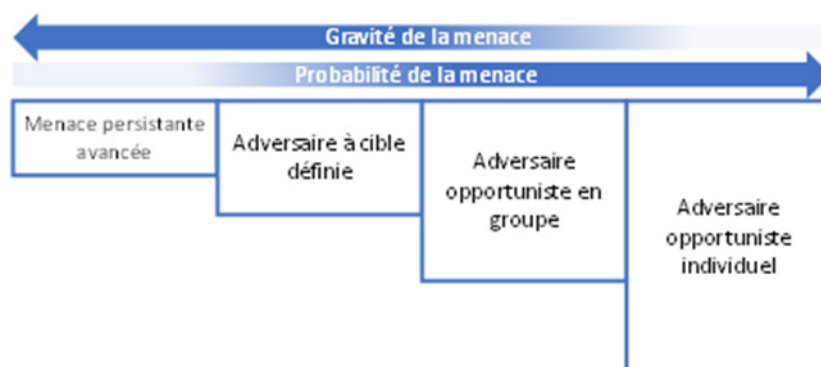 Gravité de la menace
Probabilité de la menace
Menace persistante
avancée
Adversaire à cible
définie
Adversaire
opportuniste en
groupe
Adversaire
opportuniste
individuel